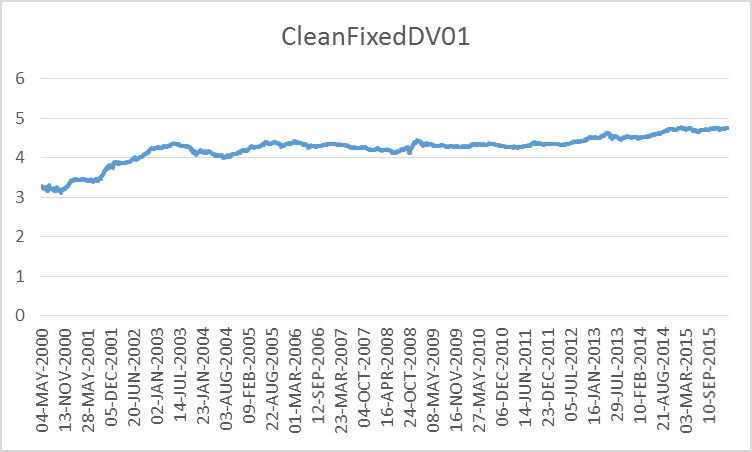 CleanFixedDV01
6
5
4
3
2
1
0
04-MAY-2000
13-NOV-2000
28-MAY-2001
05-DEC-2001
20-JUN-2002
02-JAN-2003
14-JUL-2003
23-JAN-2004
03-AUG-2004
09-FEB-2005
22-AUG-2005
01-MAR-2006
12-SEP-2006
23-MAR-2007
04-OCT-2007
16-APR-2008
24-OCT-2008
08-MAY-2009
16-NOV-2009
27-MAY-2010
06-DEC-2010
14-JUN-2011
23-DEC-2011
05-JUL-2012
16-JAN-2013
29-JUL-2013
10-FEB-2014
21-AUG-2014
03-MAR-2015
10-SEP-2015